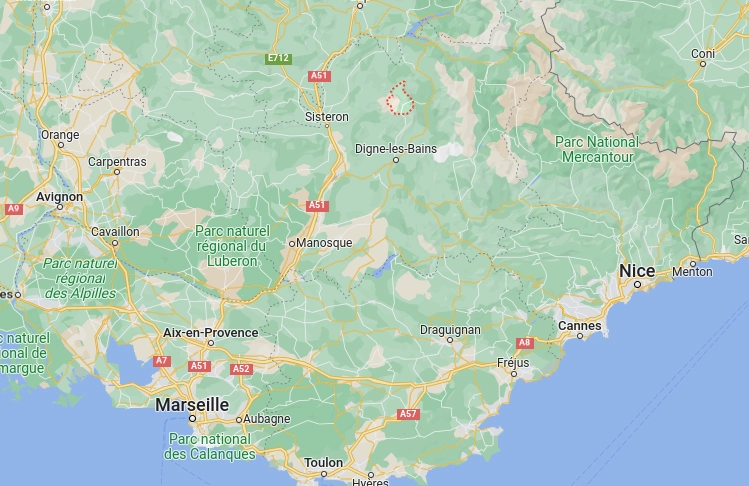 Coni
E712
A51
Sisteron
Orange
Parc National
Mercantour
Digne-les-Bains
Carpentras
Avignon
A9
A51
Cavaillon
Parc naturel
régional du
Luberon
Manosque
Sa
Parc naturel
régional
des Alpilles
Nice
Menton
es
Cannes
Aix-en-Provence
Draguignan
c naturel
ional de
margue
A8
A7
A51
A52
Fréjus
Marseille
A57
Aubagne
Parc national
des Calanques
Toulon
Hyères